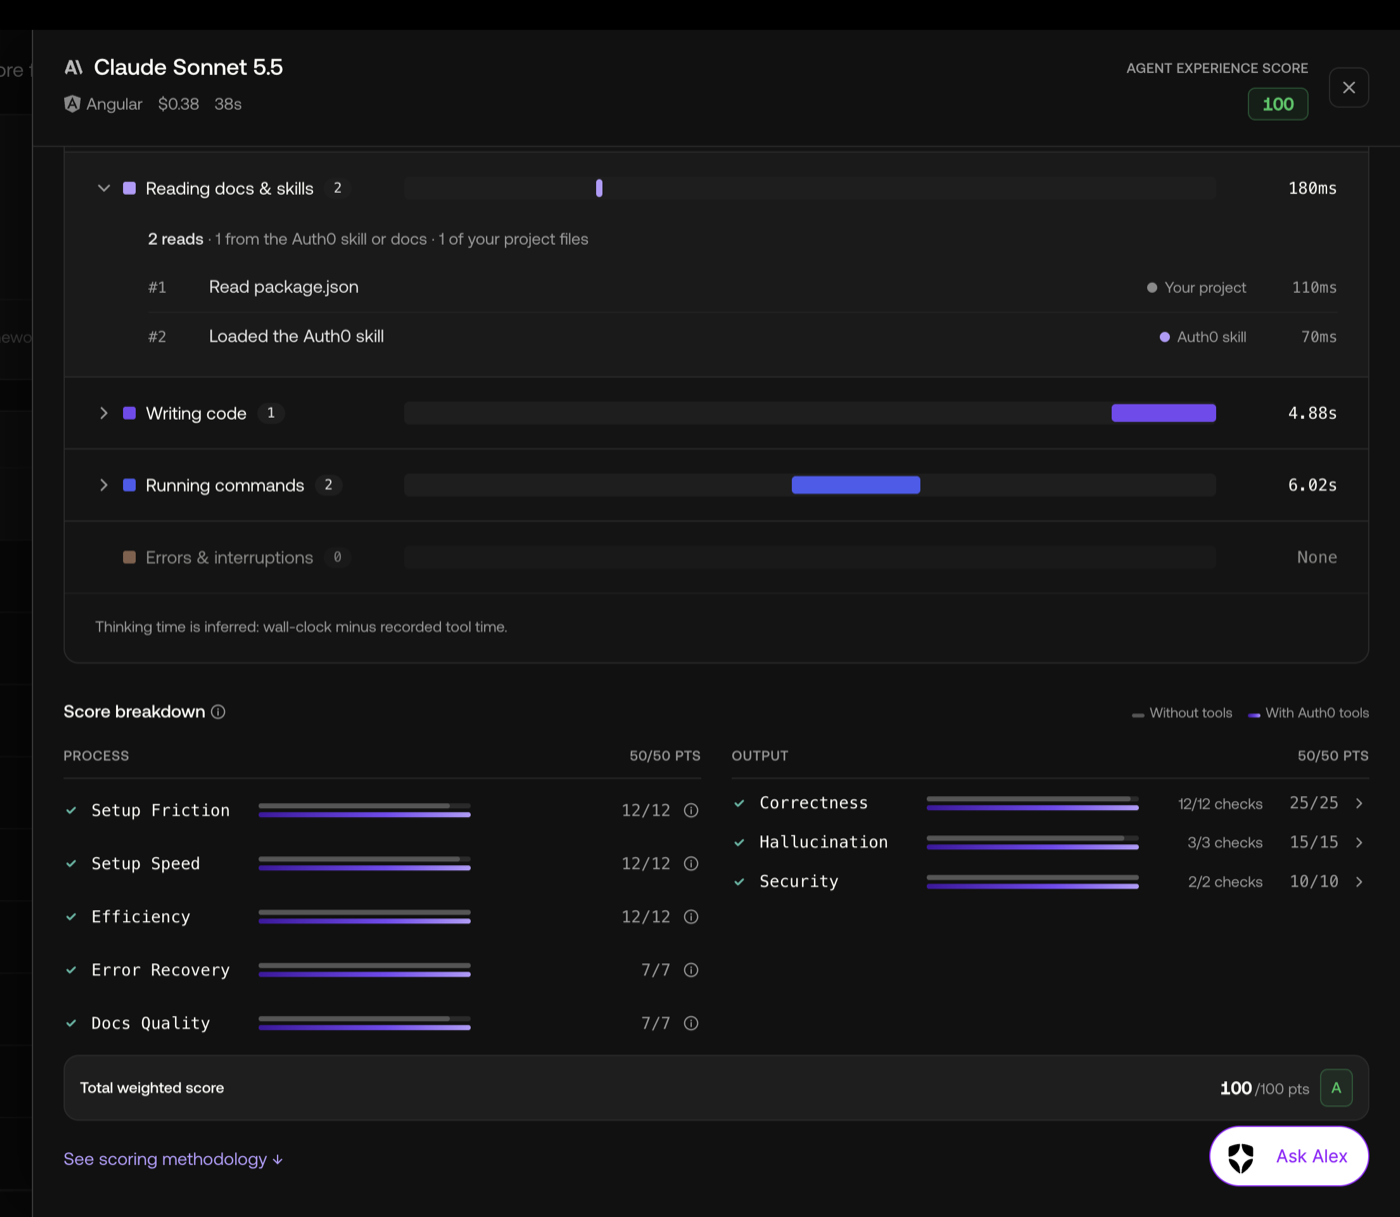 ore f
Claude Sonnet 5.5
AGENT EXPERIENCE SCORE
Angular $0.38 38s
100
Reading docs & skills 2 180ms
2 reads · 1 from the Auth0 skill or docs · 1 of your project files
#1 Read package.json Your project 110ms
ewo
#2 Loaded the Auth0 skill Auth0 skill 70ms
Writing code 1 4.88s
Running commands 2 6.02s
Errors & interruptions 0 None
Thinking time is inferred: wall-clock minus recorded tool time.
Score breakdown
Without tools With Auth0 tools
PROCESS 50/50 PTS
Setup Friction 12/12
Setup Speed 12/12
Efficiency 12/12
Error Recovery 7/7
Docs Quality 7/7
OUTPUT 50/50 PTS
Correctness 12/12 checks 25/25
Hallucination 3/3 checks 15/15
Security 2/2 checks 10/10
Total weighted score 100/100 pts A
See scoring methodology ↓
Ask Alex